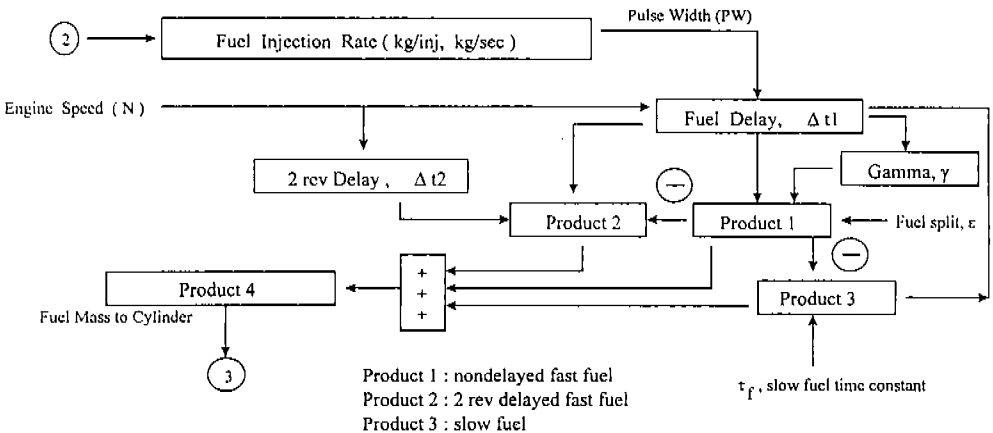 Pulse Width (PW)
2
Fuel Injection Rate ( kg/inj, kg/sec )
Engine Speed ( N )
Fuel Delay, Δ t1
2 rev Delay , Δ t2
Gamma, γ
−
Product 2
Product 1
Fuel split, ε
+
+
+
−
Product 4
Product 3
Fuel Mass to Cylinder
3
τf , slow fuel time constant
Product 1 : nondelayed fast fuel
Product 2 : 2 rev delayed fast fuel
Product 3 : slow fuel